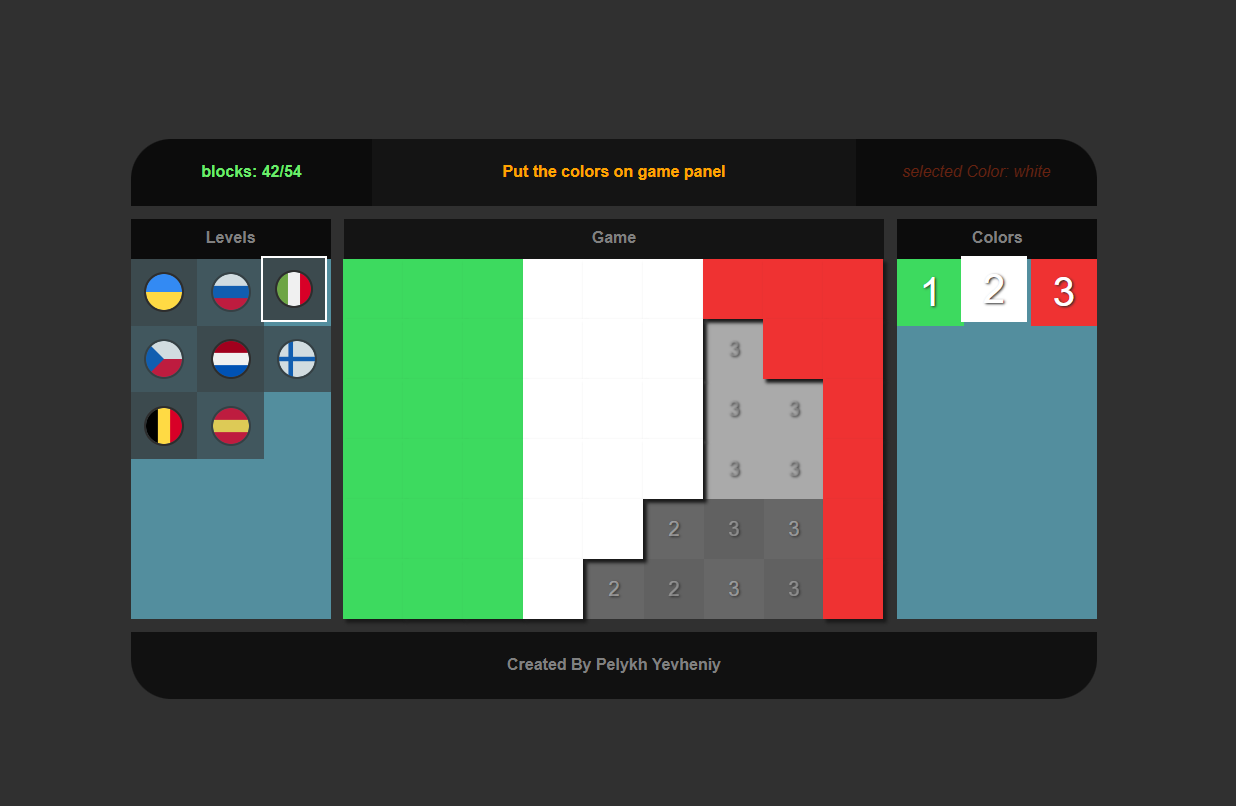 blocks: 42/54
Put the colors on game panel
selected Color: white
Levels
Game
Colors
1 2 3
3
3 3
3 3
2 3 3
2 2 3 3
Created By Pelykh Yevheniy